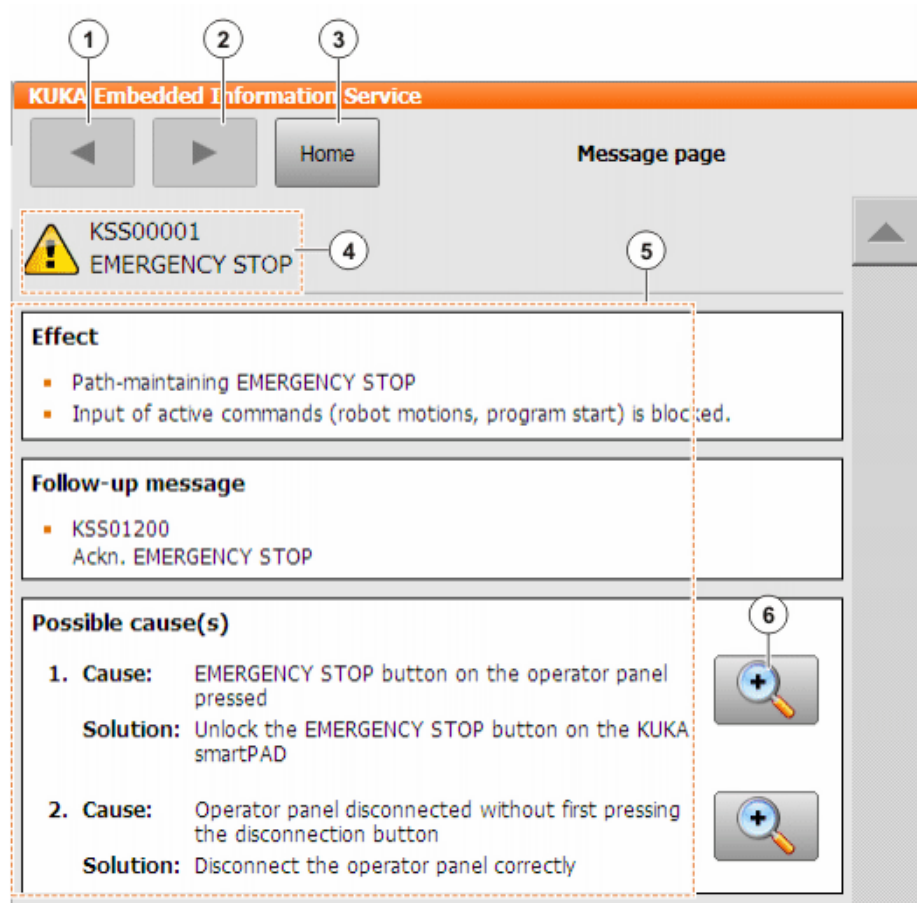 1
2
3
KUKA Embedded Information Service
Home
Message page
KSS00001
EMERGENCY STOP
4
5
Effect
▪ Path-maintaining EMERGENCY STOP
▪ Input of active commands (robot motions, program start) is blocked.
Follow-up message
▪ KSS01200
Ackn. EMERGENCY STOP
Possible cause(s)
6
1. Cause: EMERGENCY STOP button on the operator panel
pressed
Solution: Unlock the EMERGENCY STOP button on the KUKA
smartPAD
2. Cause: Operator panel disconnected without first pressing
the disconnection button
Solution: Disconnect the operator panel correctly